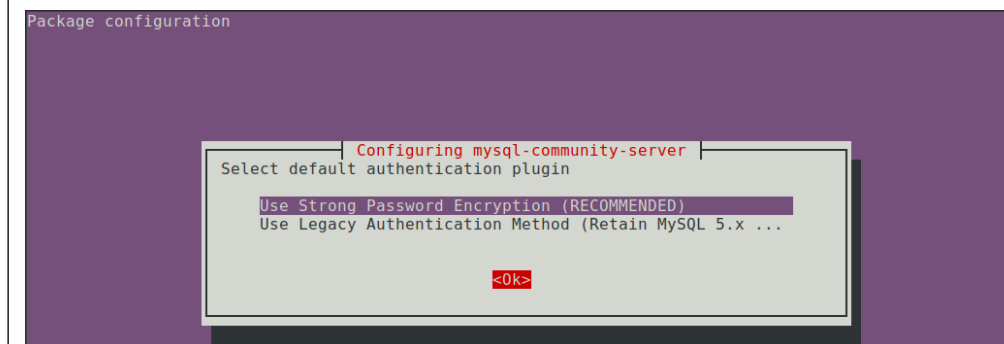 Package configuration
Configuring mysql-community-server
Select default authentication plugin
Use Strong Password Encryption (RECOMMENDED)
Use Legacy Authentication Method (Retain MySQL 5.x ...
<Ok>